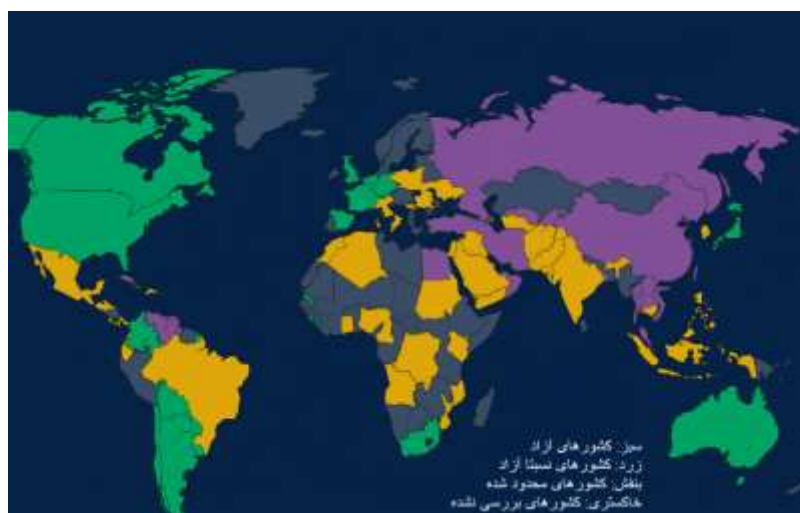 سبز: کشورهای آزاد
زرد: کشورهای نسبتا آزاد
بنفش: کشورهای محدود شده
خاکستری: کشورهای بررسی نشده